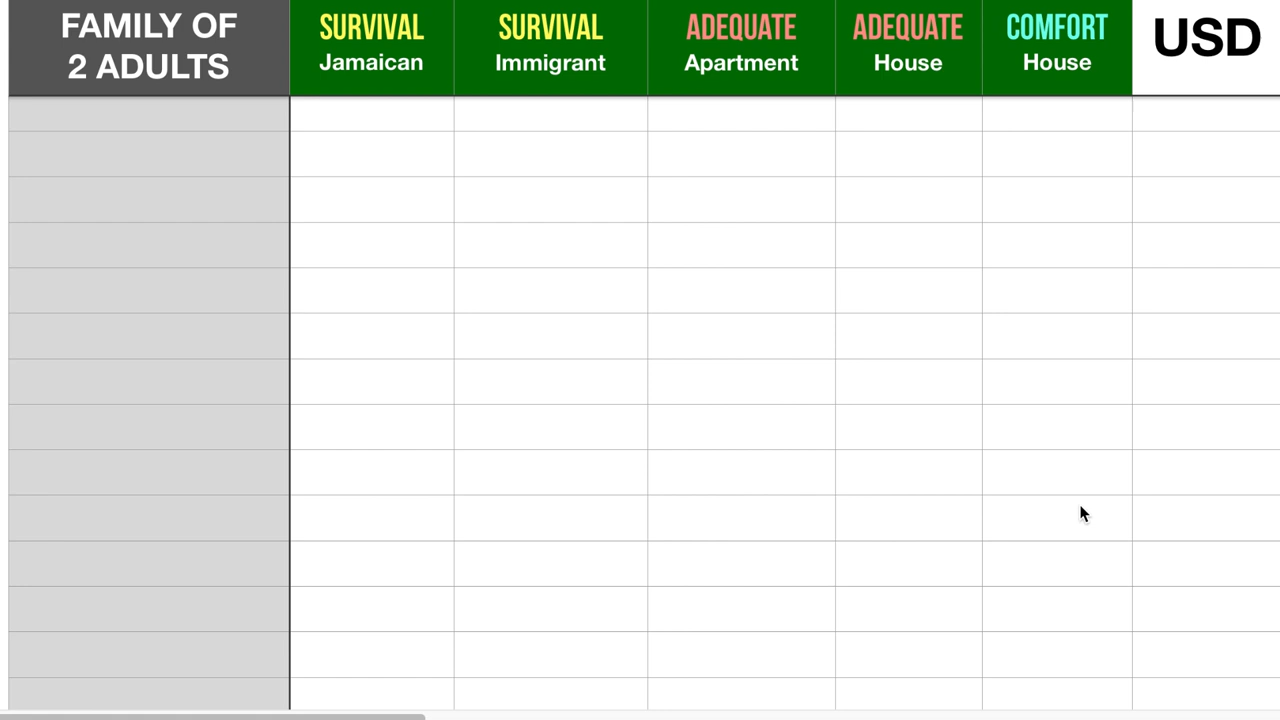 FAMILY OF
2 ADULTS
SURVIVAL
Jamaican
SURVIVAL
Immigrant
ADEQUATE
Apartment
ADEQUATE
House
COMFORT
House
USD